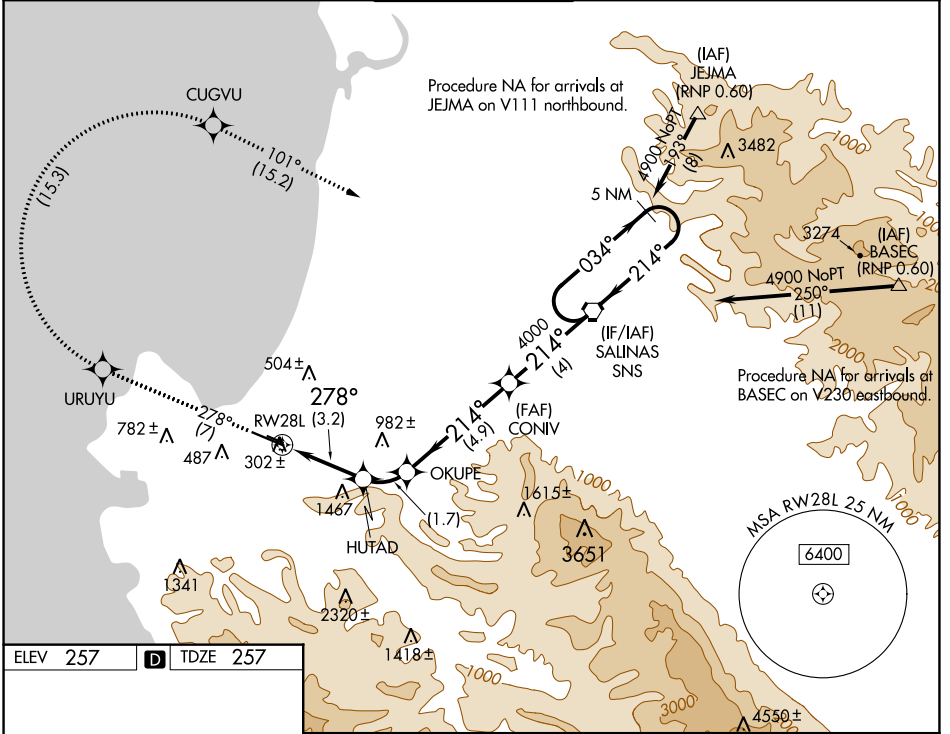 (IAF)
JEJMA
(RNP 0.60)
Procedure NA for arrivals at
JEJMA on V111 northbound.
CUGVU
101°
(15.2)
(15.3)
4900 NoPT
193°
(8)
3482
1000
5 NM
034°
214°
3274
(IAF)
BASEC
(RNP 0.60)
4900 NoPT
250°
(11)
2000
1000
(IF/IAF)
SALINAS
SNS
4000
214°
(4)
Procedure NA for arrivals at
BASEC on V230 eastbound.
(FAF)
CONIV
214°
(4.9)
URUYU
504±
278°
(3.2)
RW28L
278°
(7)
782±
487
302±
982±
OKUPE
1467
(1.7)
HUTAD
1615±
3651
1000
1000
MSA RW28L 25 NM
6400
1341
2320±
1418±
1000
3000
4550±
ELEV 257
D
TDZE 257